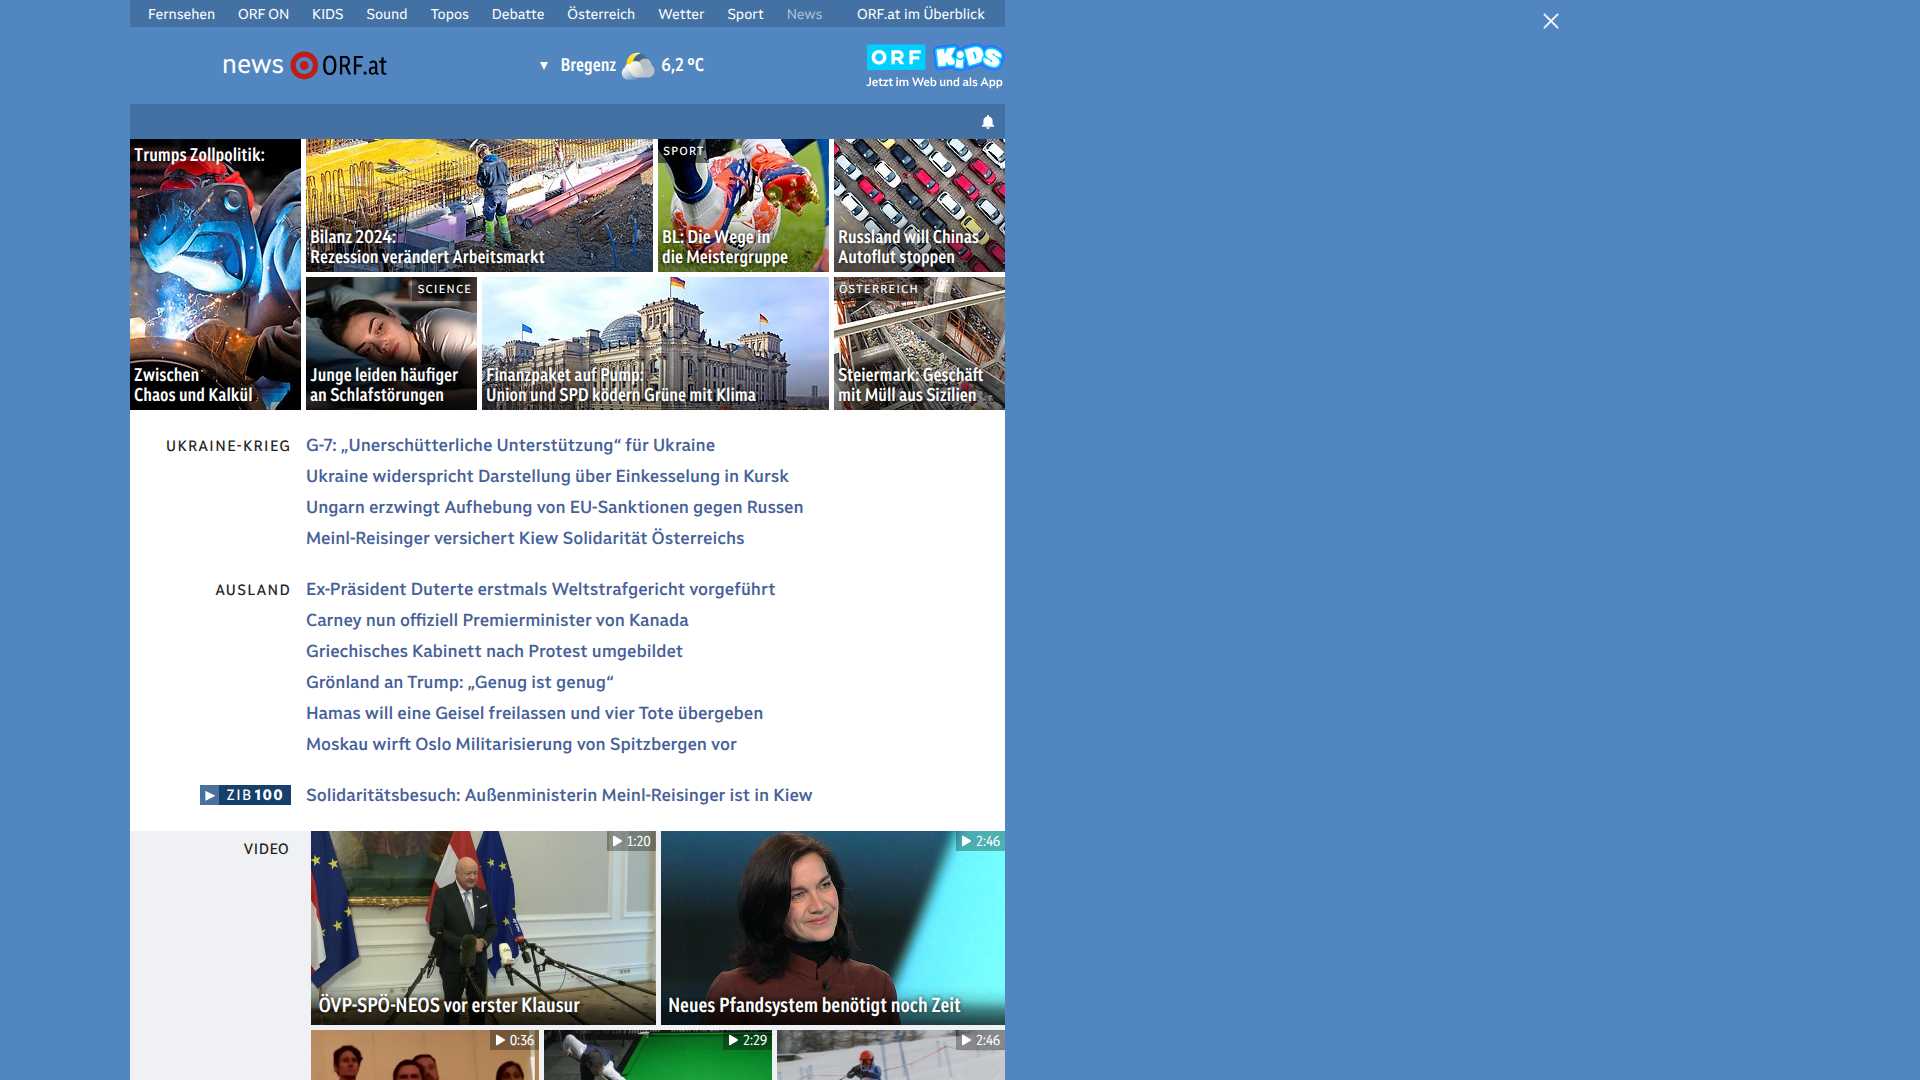 Fernsehen ORF ON KIDS Sound Topos Debatte Österreich Wetter Sport News ORF.at im Überblick
news ORF.at
Bregenz 6,2 °C
ORF KiDS
Jetzt im Web und als App
Trumps Zollpolitik:
Zwischen
Chaos und Kalkül
Bilanz 2024:
Rezession verändert Arbeitsmarkt
SPORT
BL: Die Wege in
die Meistergruppe
Russland will Chinas
Autoflut stoppen
SCIENCE
Junge leiden häufiger
an Schlafstörungen
Finanzpaket auf Pump:
Union und SPD ködern Grüne mit Klima
ÖSTERREICH
Steiermark: Geschäft
mit Müll aus Sizilien
UKRAINE-KRIEG
G-7: „Unerschütterliche Unterstützung“ für Ukraine
Ukraine widerspricht Darstellung über Einkesselung in Kursk
Ungarn erzwingt Aufhebung von EU-Sanktionen gegen Russen
Meinl-Reisinger versichert Kiew Solidarität Österreichs
AUSLAND
Ex-Präsident Duterte erstmals Weltstrafgericht vorgeführt
Carney nun offiziell Premierminister von Kanada
Griechisches Kabinett nach Protest umgebildet
Grönland an Trump: „Genug ist genug“
Hamas will eine Geisel freilassen und vier Tote übergeben
Moskau wirft Oslo Militarisierung von Spitzbergen vor
ZIB 100
Solidaritätsbesuch: Außenministerin Meinl-Reisinger ist in Kiew
VIDEO
1:20
ÖVP-SPÖ-NEOS vor erster Klausur
2:46
Neues Pfandsystem benötigt noch Zeit
0:36
2:29
2:46